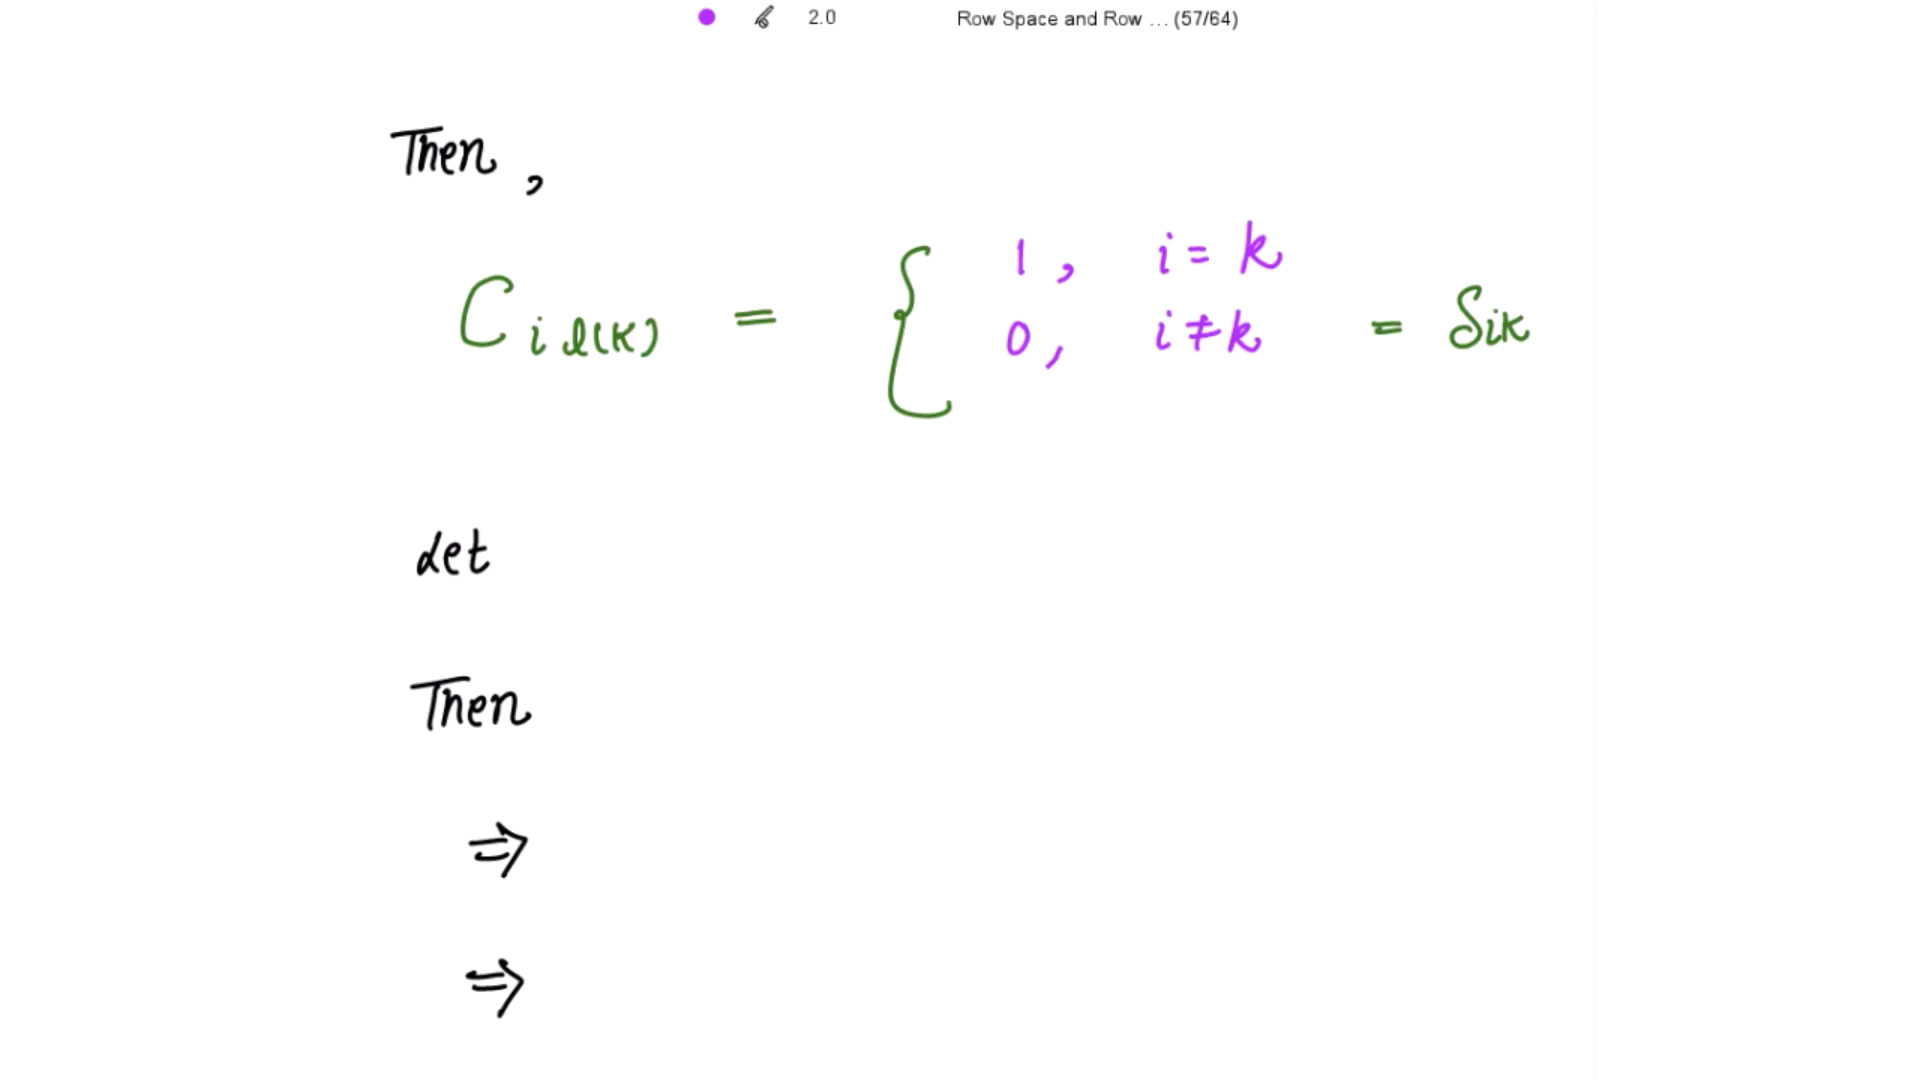 2.0 Row Space and Row ... (57/64)
Then ,
C i l(k) = { 1 , i = k
0 , i ≠ k = δik
Let
Then
⇒
⇒